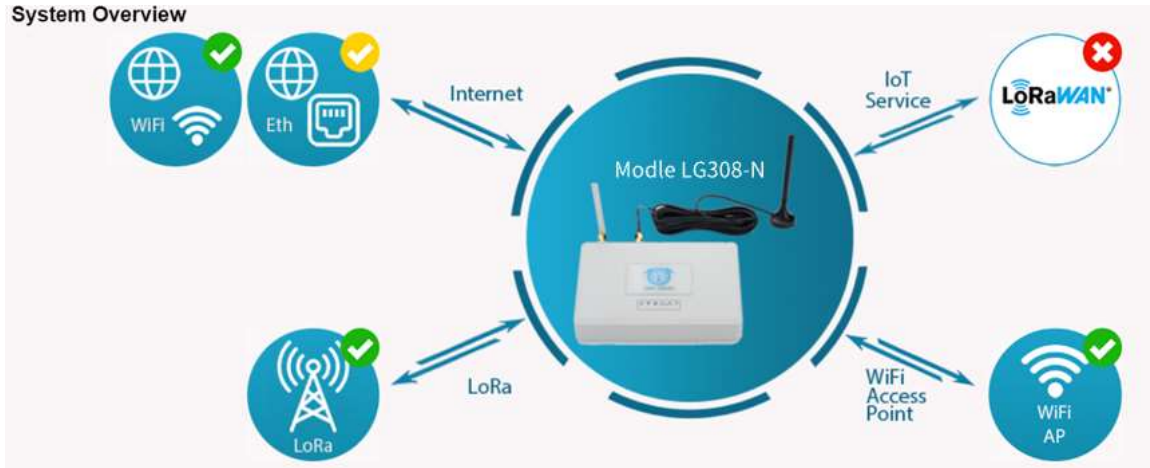 System Overview
WiFi
Eth
Internet
IoT
Service
LoRaWAN®
Modle LG308-N
LoRa
LoRa
WiFi
Access
Point
WiFi
AP